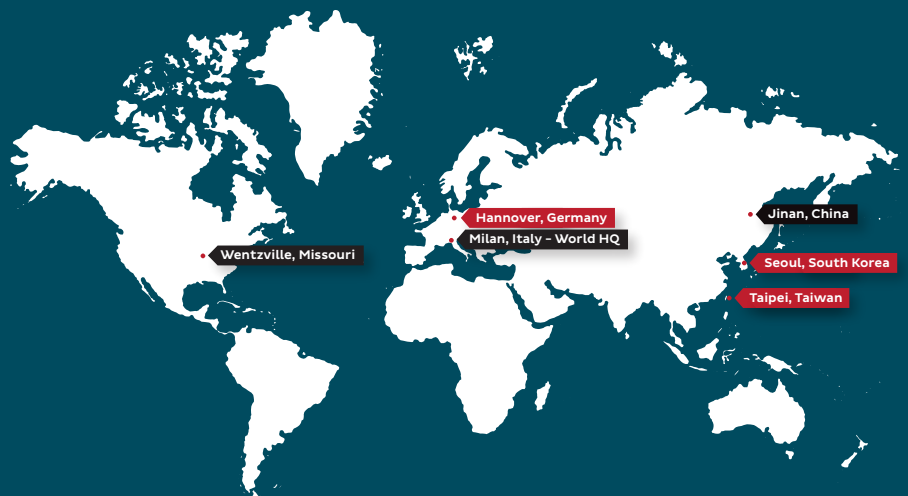 Hannover, Germany
Milan, Italy - World HQ
Wentzville, Missouri
Jinan, China
Seoul, South Korea
Taipei, Taiwan